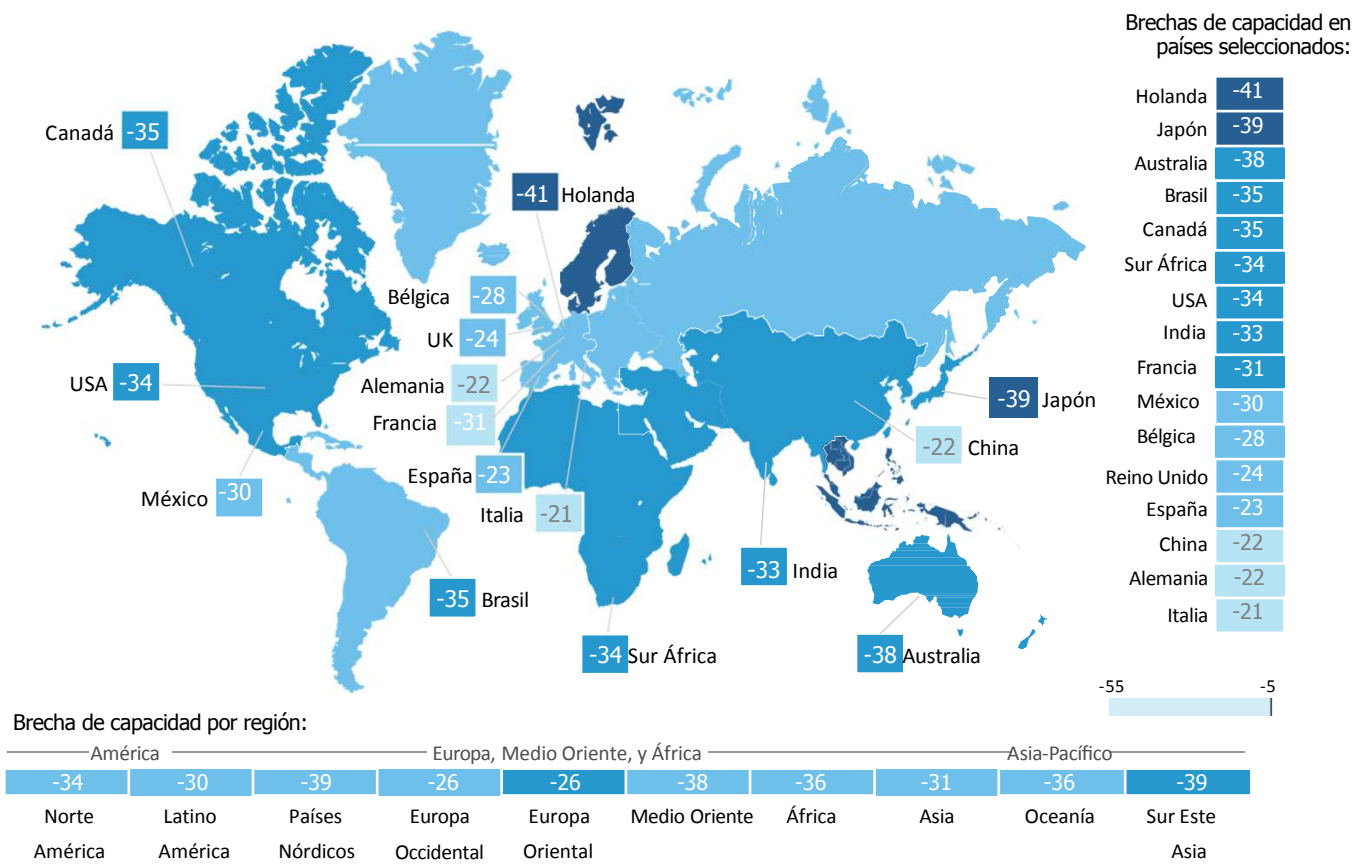 Brechas de capacidad en
países seleccionados:
Holanda -41
Japón -39
Australia -38
Brasil -35
Canadá -35
Sur África -34
USA -34
India -33
Francia -31
México -30
Bélgica -28
Reino Unido -24
España -23
China -22
Alemania -22
Italia -21
-55 -5
Canadá -35
-41 Holanda
Bélgica -28
UK -24
USA -34
Alemania -22
-39 Japón
Francia -31
-22 China
España -23
México -30
Italia -21
-33 India
-35 Brasil
-34 Sur África
-38 Australia
Brecha de capacidad por región:
América Europa, Medio Oriente, y África Asia-Pacífico
-34 -30 -39 -26 -26 -38 -36 -31 -36 -39
Norte Latino Países Europa Europa Medio Oriente África Asia Oceanía Sur Este
América América Nórdicos Occidental Oriental Asia